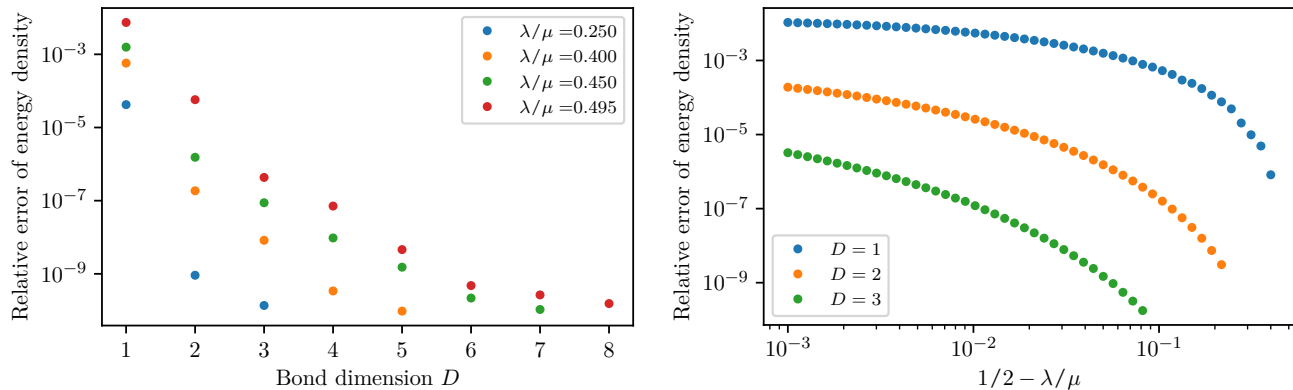 Relative error of energy density
10⁻³
10⁻⁵
10⁻⁷
10⁻⁹
1 2 3 4 5 6 7 8
Bond dimension D
λ/μ =0.250
λ/μ =0.400
λ/μ =0.450
λ/μ =0.495
Relative error of energy density
10⁻³
10⁻⁵
10⁻⁷
10⁻⁹
D = 1
D = 2
D = 3
10⁻³ 10⁻² 10⁻¹
1/2 − λ/μ